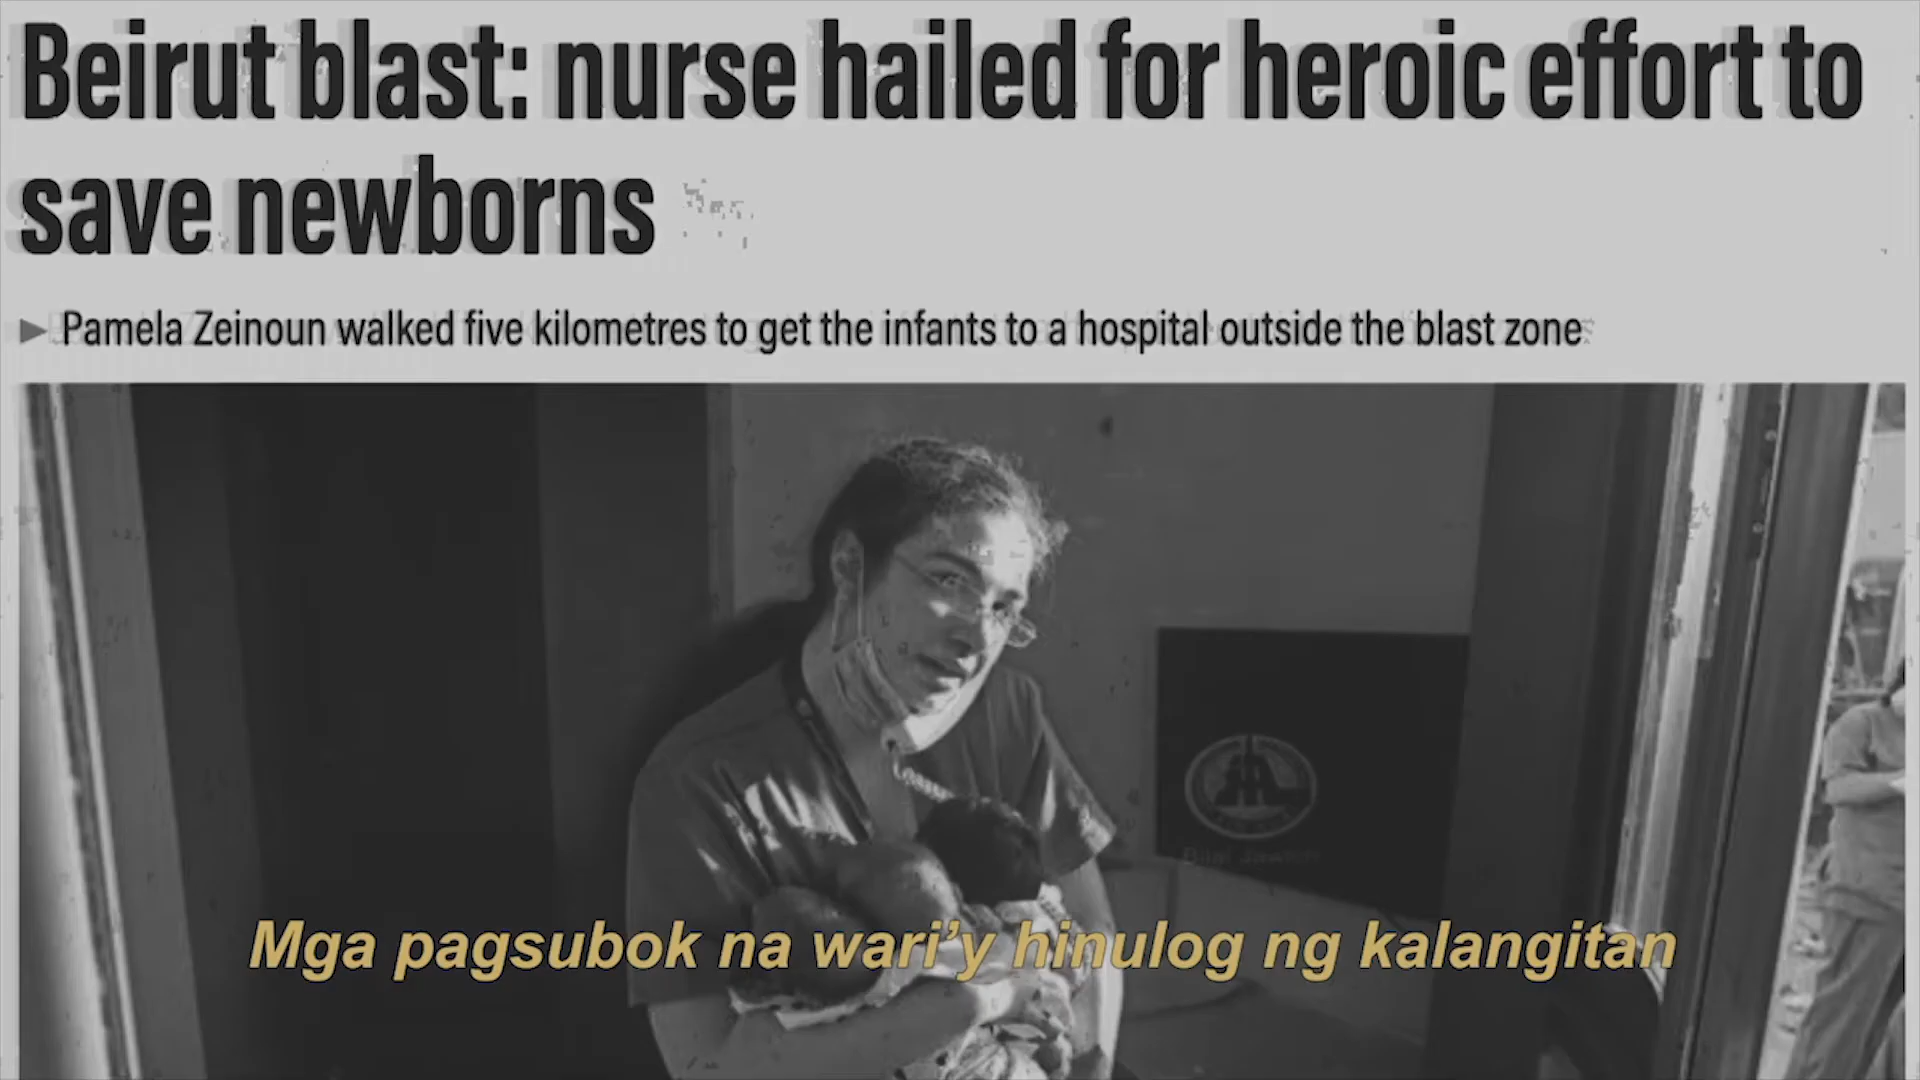 Beirut blast: nurse hailed for heroic effort to
save newborns
Pamela Zeinoun walked five kilometres to get the infants to a hospital outside the blast zone
Mga pagsubok na wari’y hinulog ng kalangitan